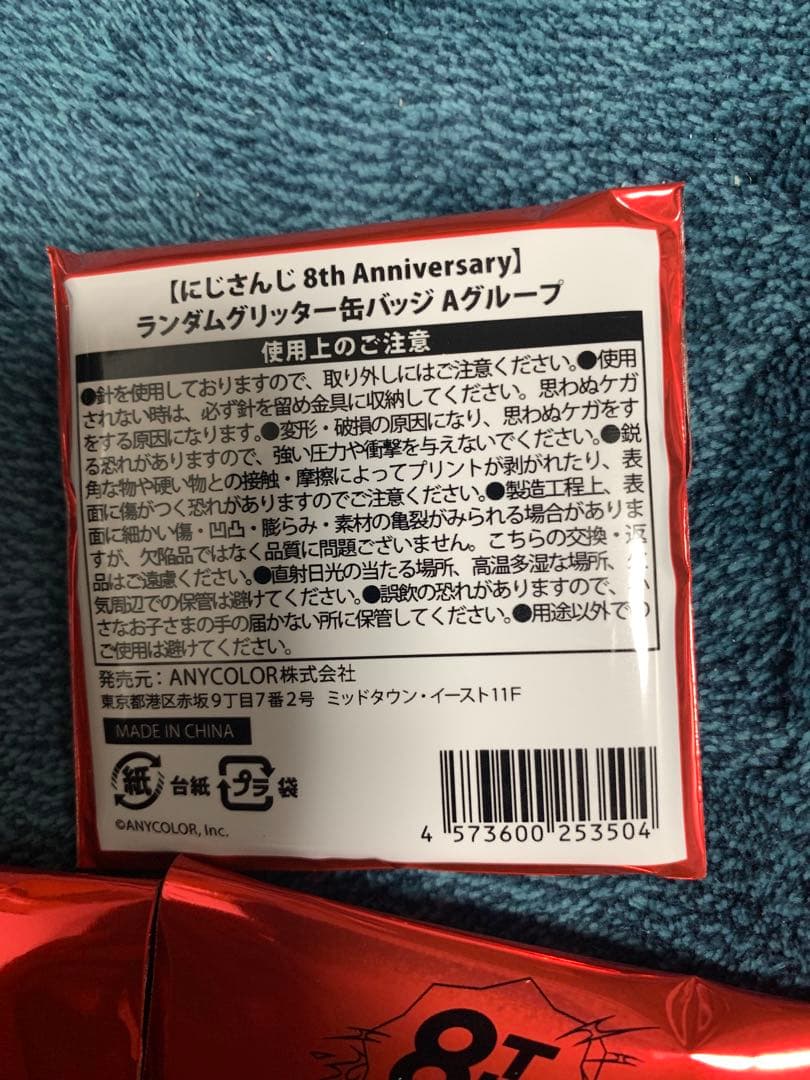 【にじさんじ 8th Anniversary】
ランダムグリッター缶バッジ Aグループ
使用上のご注意
●針を使用しておりますので、取り外しにはご注意ください。●使用
されない時は、必ず針を留め金具に収納してください。思わぬケガ
をする原因になります。●変形・破損の原因になり、思わぬケガをす
る恐れがありますので、強い圧力や衝撃を与えないでください。●鋭
角な物や硬い物との接触・摩擦によってプリントが剥がれたり、表
面に傷がつく恐れがありますのでご注意ください。●製造工程上、表
面に細かい傷・凹凸・膨らみ・素材の亀裂がみられる場合がありま
すが、欠陥品ではなく品質に問題ございません。こちらの交換・返
品はご遠慮ください。●直射日光の当たる場所、高温多湿な場所、火
気周辺での保管は避けてください。●誤飲の恐れがありますので、小
さなお子さまの手の届かない所に保管してください。●用途以外での
ご使用は避けてください。
発売元：ANYCOLOR株式会社
東京都港区赤坂9丁目7番2号 ミッドタウン・イースト11F
MADE IN CHINA
紙 台紙 プラ 袋
©ANYCOLOR, Inc.
4 573600 253504
8T